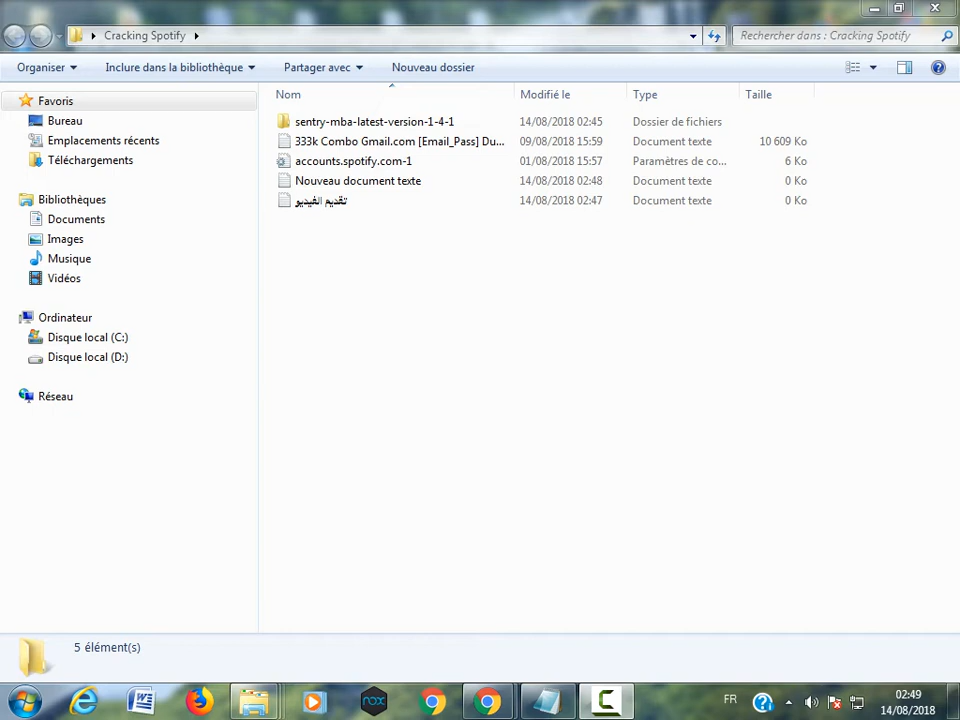 Cracking Spotify
Rechercher dans : Cracking Spotify
Organiser Inclure dans la bibliothèque Partager avec Nouveau dossier
Nom Modifié le Type Taille
Favoris
Bureau
Emplacements récents
Téléchargements
Bibliothèques
Documents
Images
Musique
Vidéos
Ordinateur
Disque local (C:)
Disque local (D:)
Réseau
sentry-mba-latest-version-1-4-1 14/08/2018 02:45 Dossier de fichiers
333k Combo Gmail.com [Email_Pass] Du... 09/08/2018 15:59 Document texte 10 609 Ko
accounts.spotify.com-1 01/08/2018 15:57 Paramètres de co... 6 Ko
Nouveau document texte 14/08/2018 02:48 Document texte 0 Ko
تقديم الفيديو 14/08/2018 02:47 Document texte 0 Ko
5 élément(s)
nox
FR
02:49
14/08/2018